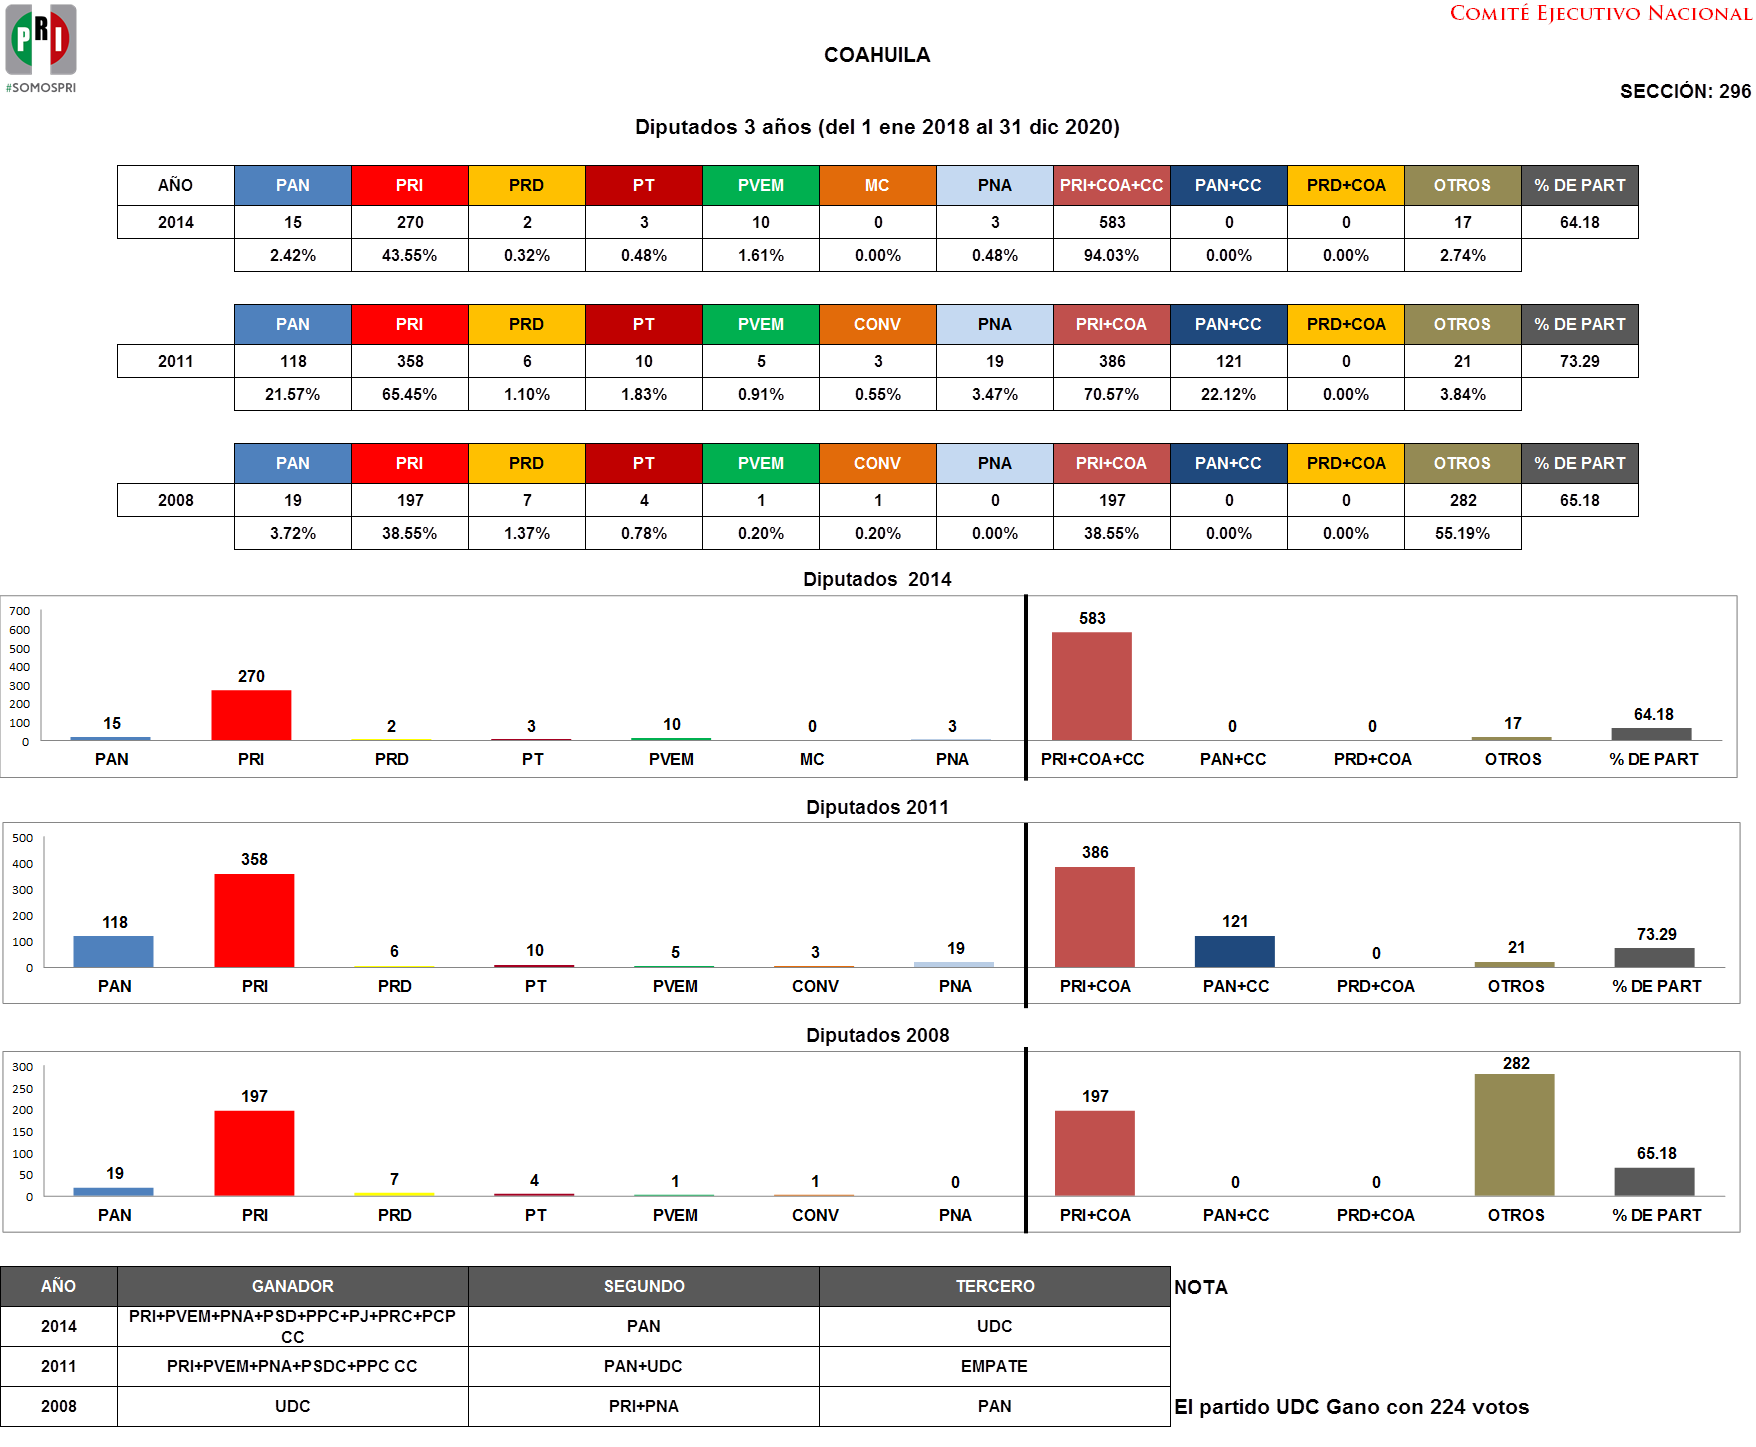 PRI
#SOMOSPRI
COMITÉ EJECUTIVO NACIONAL
COAHUILA
SECCIÓN: 296
Diputados 3 años (del 1 ene 2018 al 31 dic 2020)
AÑO PAN PRI PRD PT PVEM MC PNA PRI+COA+CC PAN+CC PRD+COA OTROS % DE PART
2014 15 270 2 3 10 0 3 583 0 0 17 64.18
2.42% 43.55% 0.32% 0.48% 1.61% 0.00% 0.48% 94.03% 0.00% 0.00% 2.74%
PAN PRI PRD PT PVEM CONV PNA PRI+COA PAN+CC PRD+COA OTROS % DE PART
2011 118 358 6 10 5 3 19 386 121 0 21 73.29
21.57% 65.45% 1.10% 1.83% 0.91% 0.55% 3.47% 70.57% 22.12% 0.00% 3.84%
PAN PRI PRD PT PVEM CONV PNA PRI+COA PAN+CC PRD+COA OTROS % DE PART
2008 19 197 7 4 1 1 0 197 0 0 282 65.18
3.72% 38.55% 1.37% 0.78% 0.20% 0.20% 0.00% 38.55% 0.00% 0.00% 55.19%
Diputados 2014
700
600
500
400
300
200
100
0
15 270 2 3 10 0 3 583 0 0 17 64.18
PAN PRI PRD PT PVEM MC PNA PRI+COA+CC PAN+CC PRD+COA OTROS % DE PART
Diputados 2011
500
400
300
200
100
0
118 358 6 10 5 3 19 386 121 0 21 73.29
PAN PRI PRD PT PVEM CONV PNA PRI+COA PAN+CC PRD+COA OTROS % DE PART
Diputados 2008
300
250
200
150
100
50
0
19 197 7 4 1 1 0 197 0 0 282 65.18
PAN PRI PRD PT PVEM CONV PNA PRI+COA PAN+CC PRD+COA OTROS % DE PART
AÑO GANADOR SEGUNDO TERCERO NOTA
2014 PRI+PVEM+PNA+PSD+PPC+PJ+PRC+PCP CC PAN UDC
2011 PRI+PVEM+PNA+PSDC+PPC CC PAN+UDC EMPATE
2008 UDC PRI+PNA PAN El partido UDC Gano con 224 votos